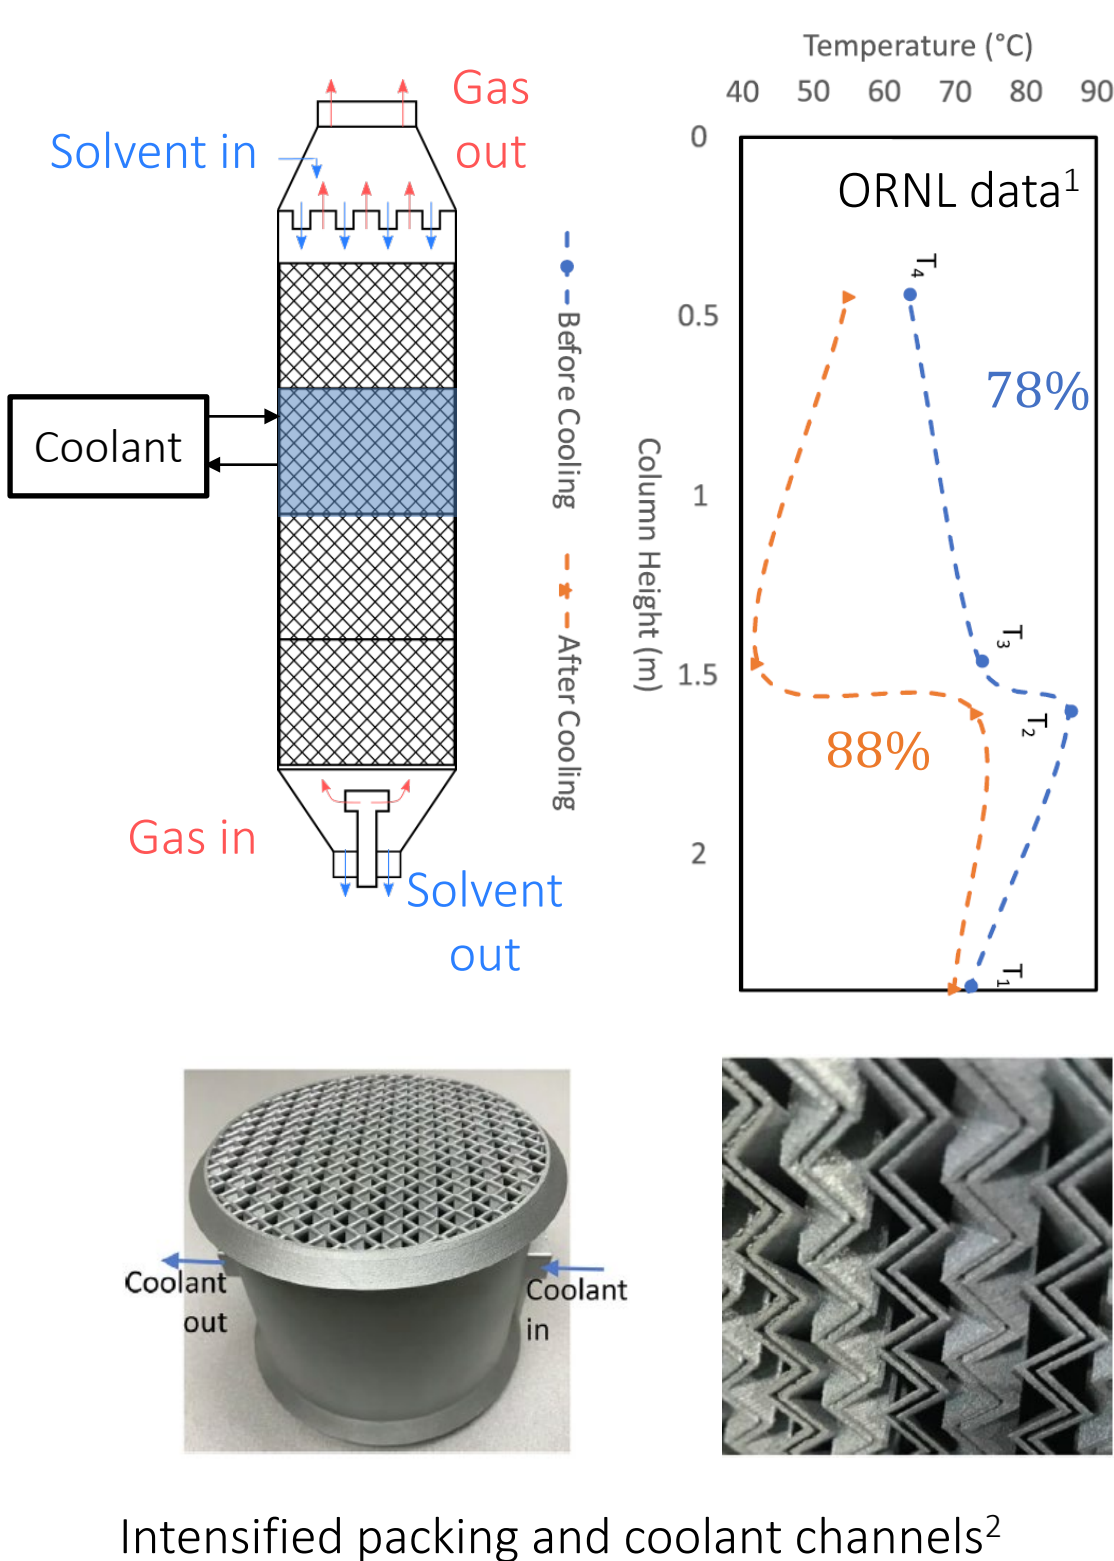 Temperature (°C)
40 50 60 70 80 90
Gas
out
Solvent in
0
ORNL data¹
T₄
0.5
Before Cooling
78%
Coolant
Column Height (m)
1
After Cooling
T₃
1.5
T₂
88%
Gas in
2
Solvent
out
T₁
Coolant
out
Coolant
in
Intensified packing and coolant channels²